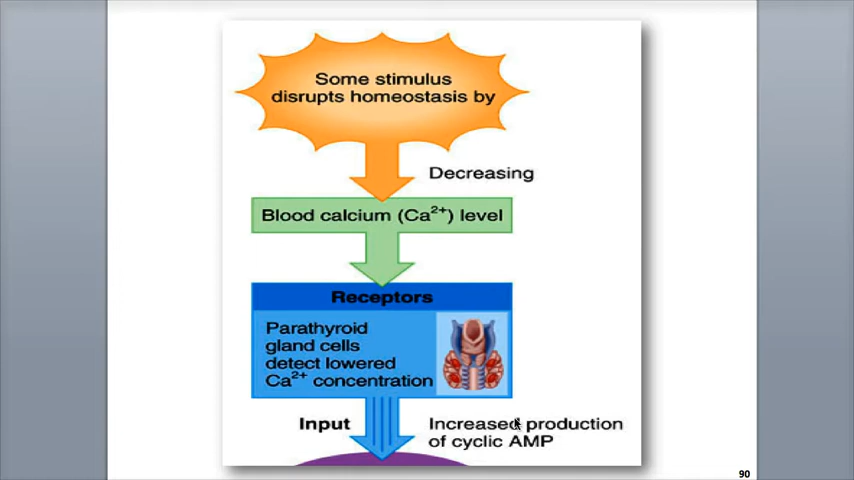 Some stimulus
disrupts homeostasis by
Decreasing
Blood calcium (Ca2+) level
Receptors
Parathyroid
gland cells
detect lowered
Ca2+ concentration
Input
Increased production
of cyclic AMP
90